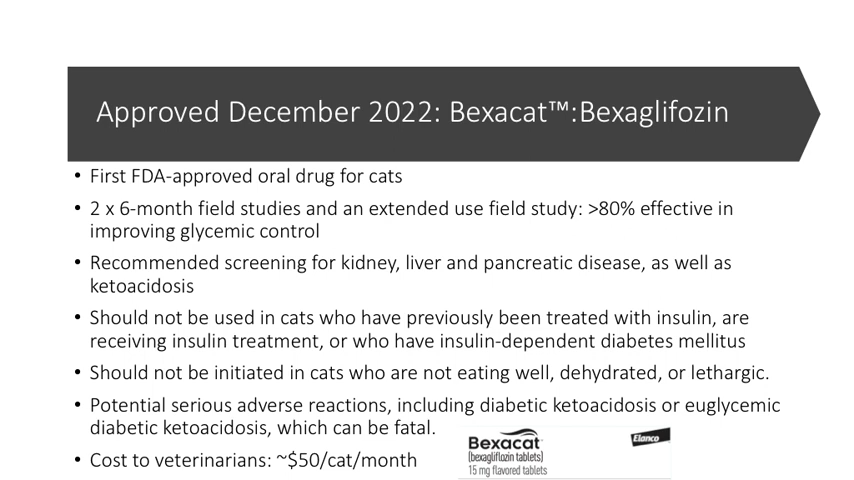 Approved December 2022: Bexacat™:Bexaglifozin
• First FDA-approved oral drug for cats
• 2 x 6-month field studies and an extended use field study: >80% effective in
improving glycemic control
• Recommended screening for kidney, liver and pancreatic disease, as well as
ketoacidosis
• Should not be used in cats who have previously been treated with insulin, are
receiving insulin treatment, or who have insulin-dependent diabetes mellitus
• Should not be initiated in cats who are not eating well, dehydrated, or lethargic.
• Potential serious adverse reactions, including diabetic ketoacidosis or euglycemic
diabetic ketoacidosis, which can be fatal.
• Cost to veterinarians: ~$50/cat/month
Bexacat™
(bexagliflozin tablets)
15 mg flavored tablets
Elanco